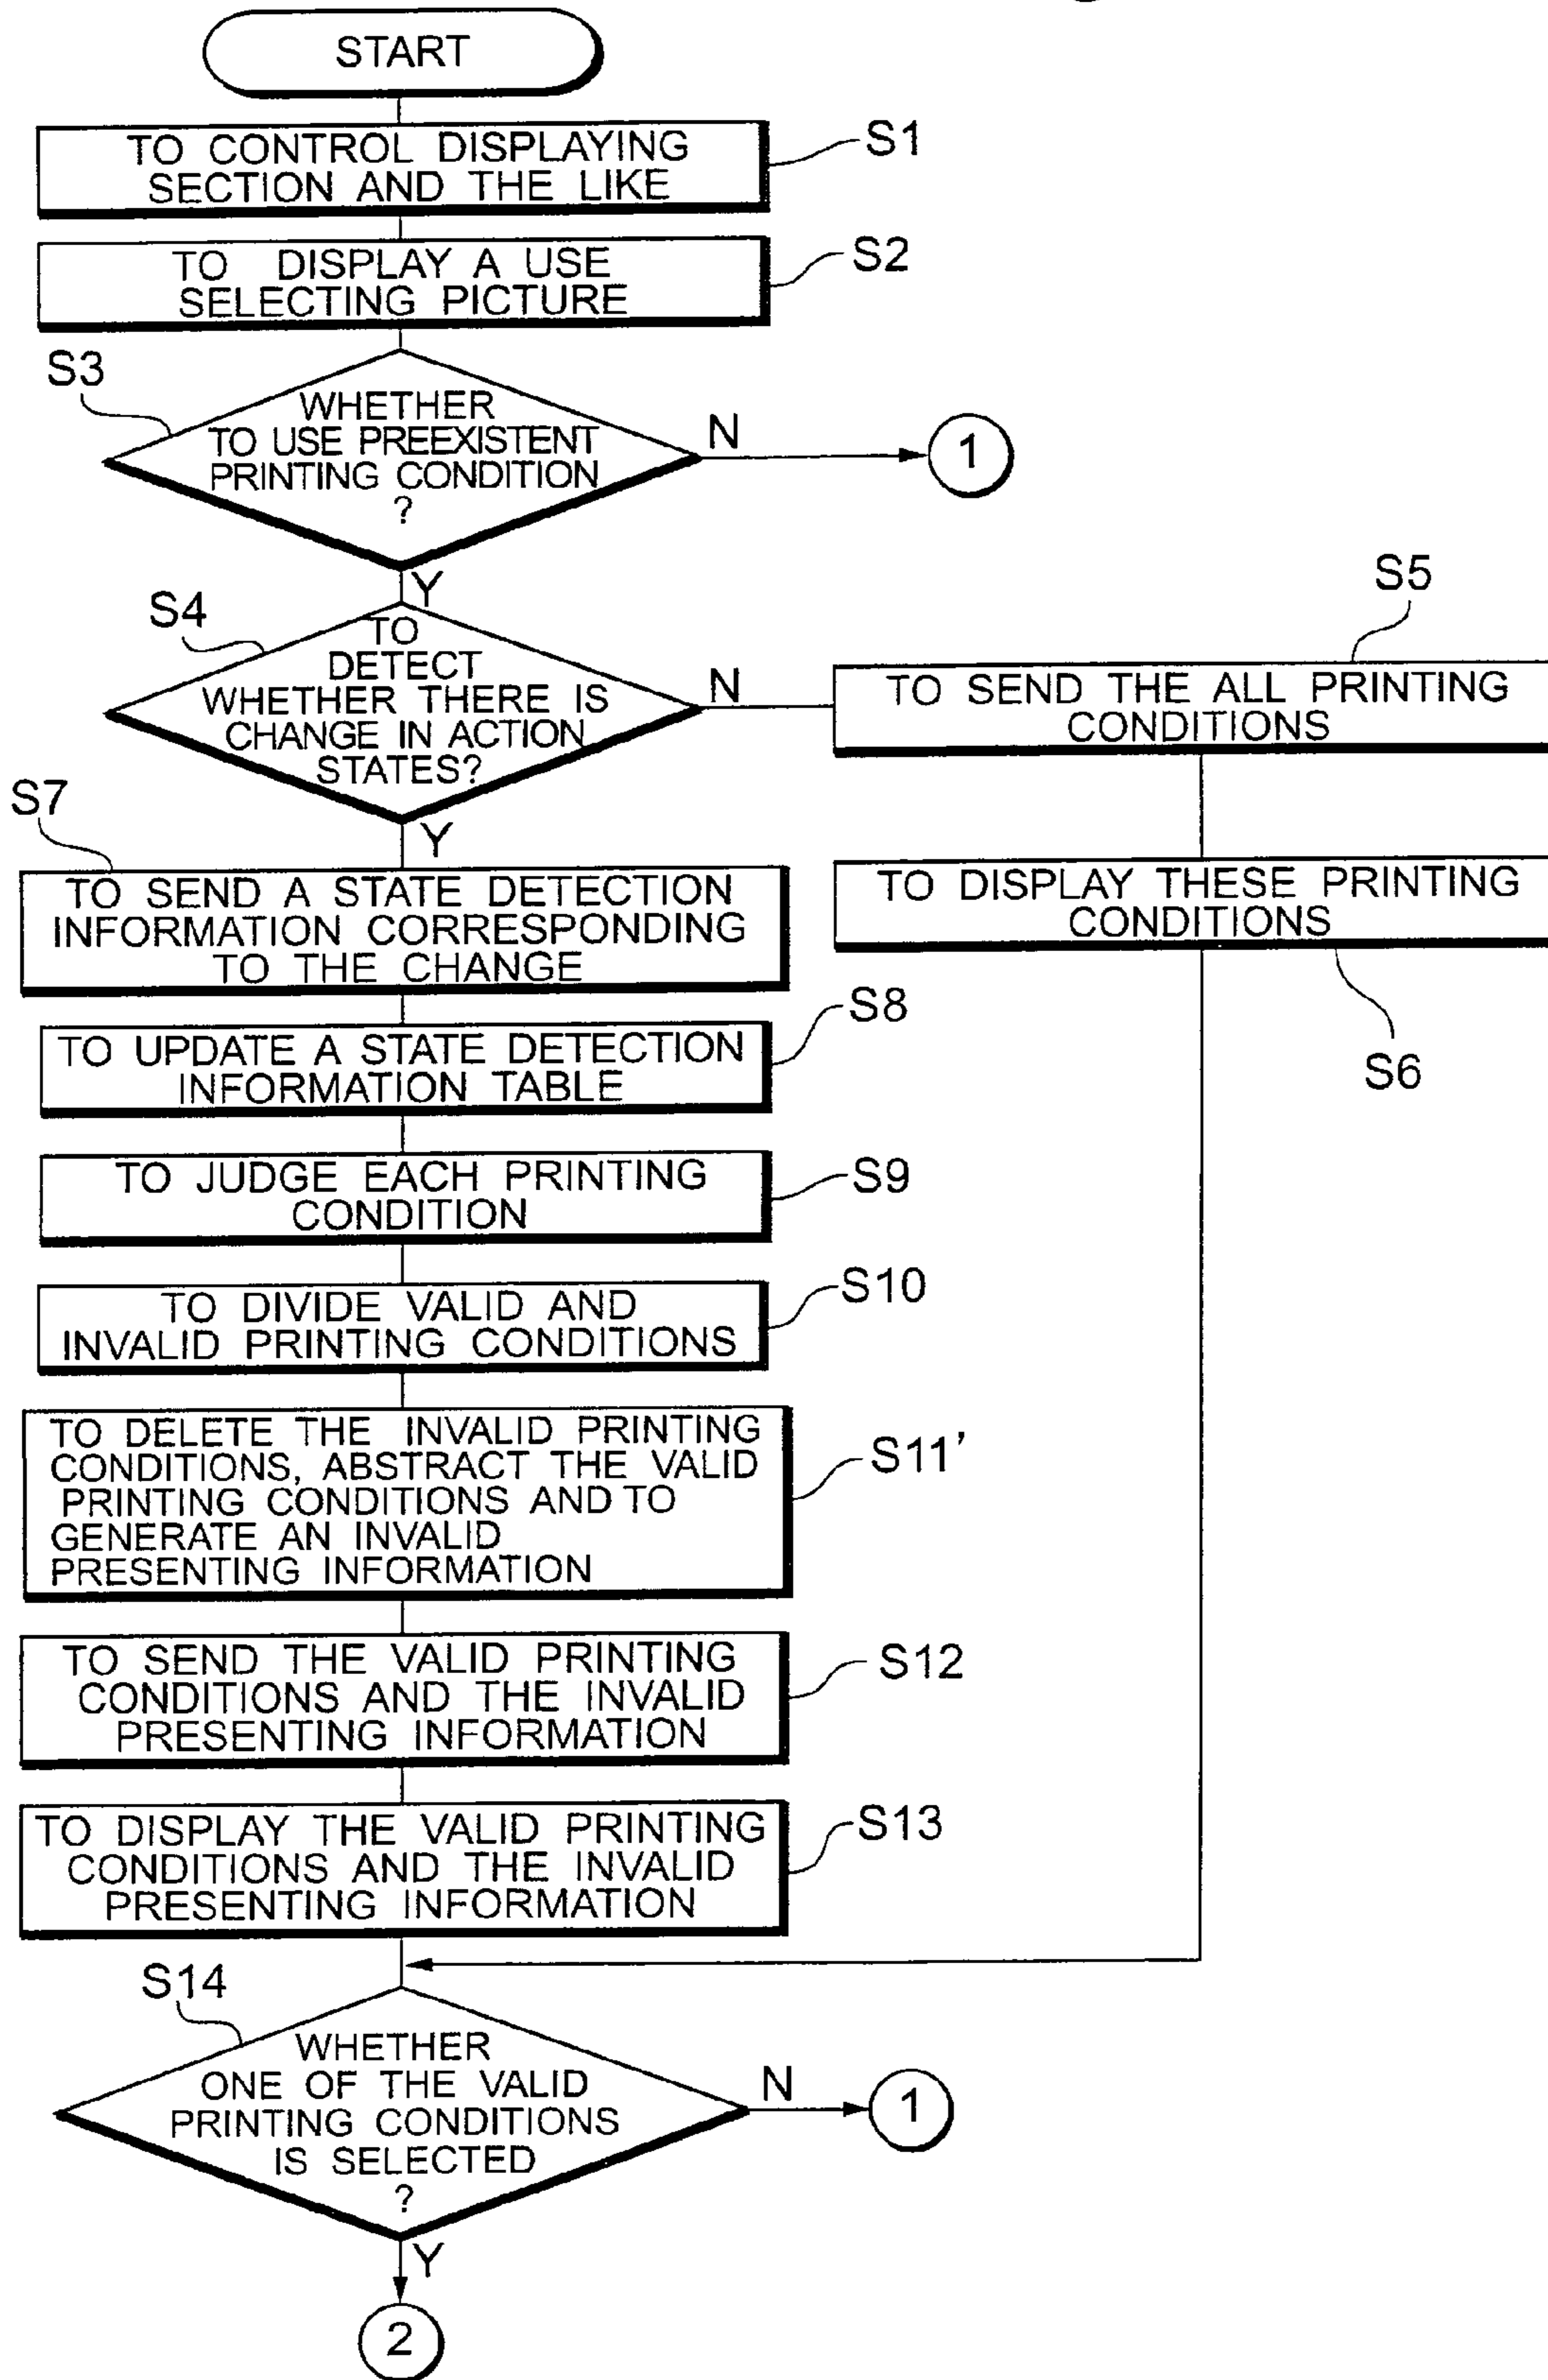 START
TO CONTROL DISPLAYING
SECTION AND THE LIKE
S1
TO DISPLAY A USE
SELECTING PICTURE
S2
S3
WHETHER
TO USE PREEXISTENT
PRINTING CONDITION
?
N
1
Y
S4
TO
DETECT
WHETHER THERE IS
CHANGE IN ACTION
STATES?
N
S5
TO SEND THE ALL PRINTING
CONDITIONS
Y
S7
TO SEND A STATE DETECTION
INFORMATION CORRESPONDING
TO THE CHANGE
TO DISPLAY THESE PRINTING
CONDITIONS
S6
TO UPDATE A STATE DETECTION
INFORMATION TABLE
S8
TO JUDGE EACH PRINTING
CONDITION
S9
TO DIVIDE VALID AND
INVALID PRINTING CONDITIONS
S10
TO DELETE THE INVALID PRINTING
CONDITIONS, ABSTRACT THE VALID
PRINTING CONDITIONS AND TO
GENERATE AN INVALID
PRESENTING INFORMATION
S11'
TO SEND THE VALID PRINTING
CONDITIONS AND THE INVALID
PRESENTING INFORMATION
S12
TO DISPLAY THE VALID PRINTING
CONDITIONS AND THE INVALID
PRESENTING INFORMATION
S13
S14
WHETHER
ONE OF THE VALID
PRINTING CONDITIONS
IS SELECTED
?
N
1
Y
2